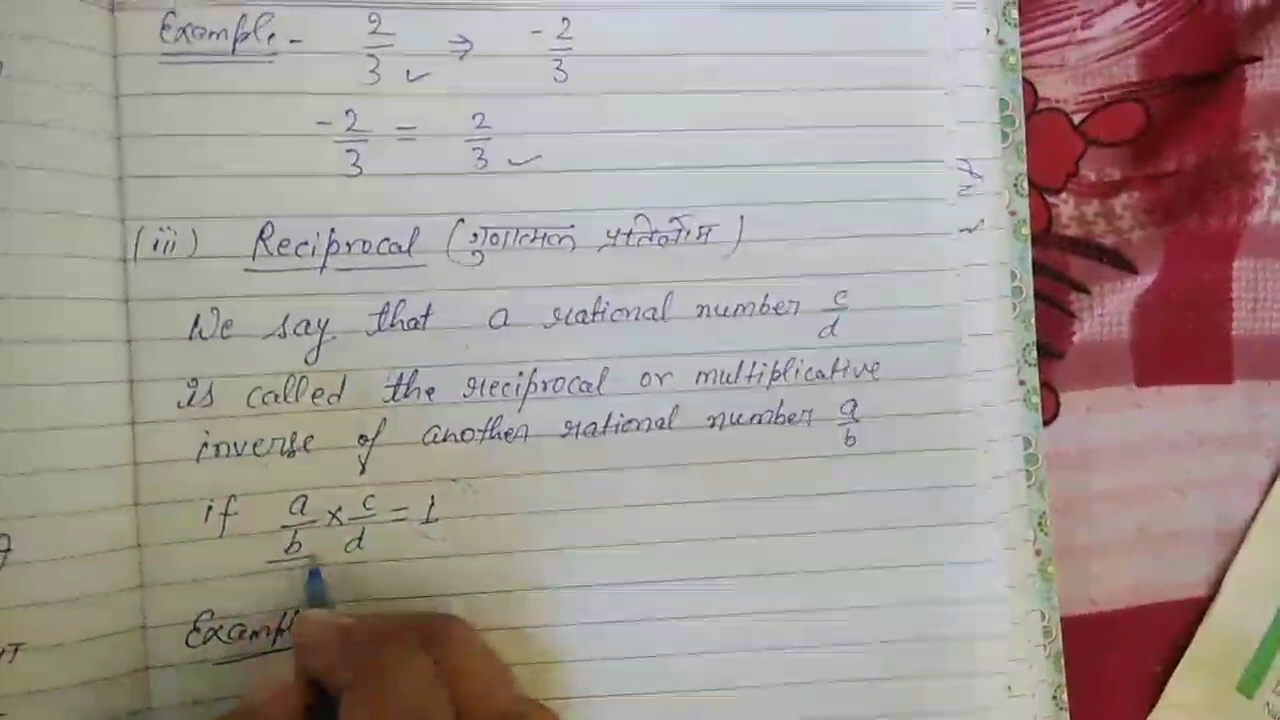 Example - 2/3 ⇒ -2/3
-2/3 = 2/3
(iii) Reciprocal (गुणात्मक प्रतिलोम)
We say that a rational number c/d
is called the reciprocal or multiplicative
inverse of another rational number a/b
if a/b × c/d = 1